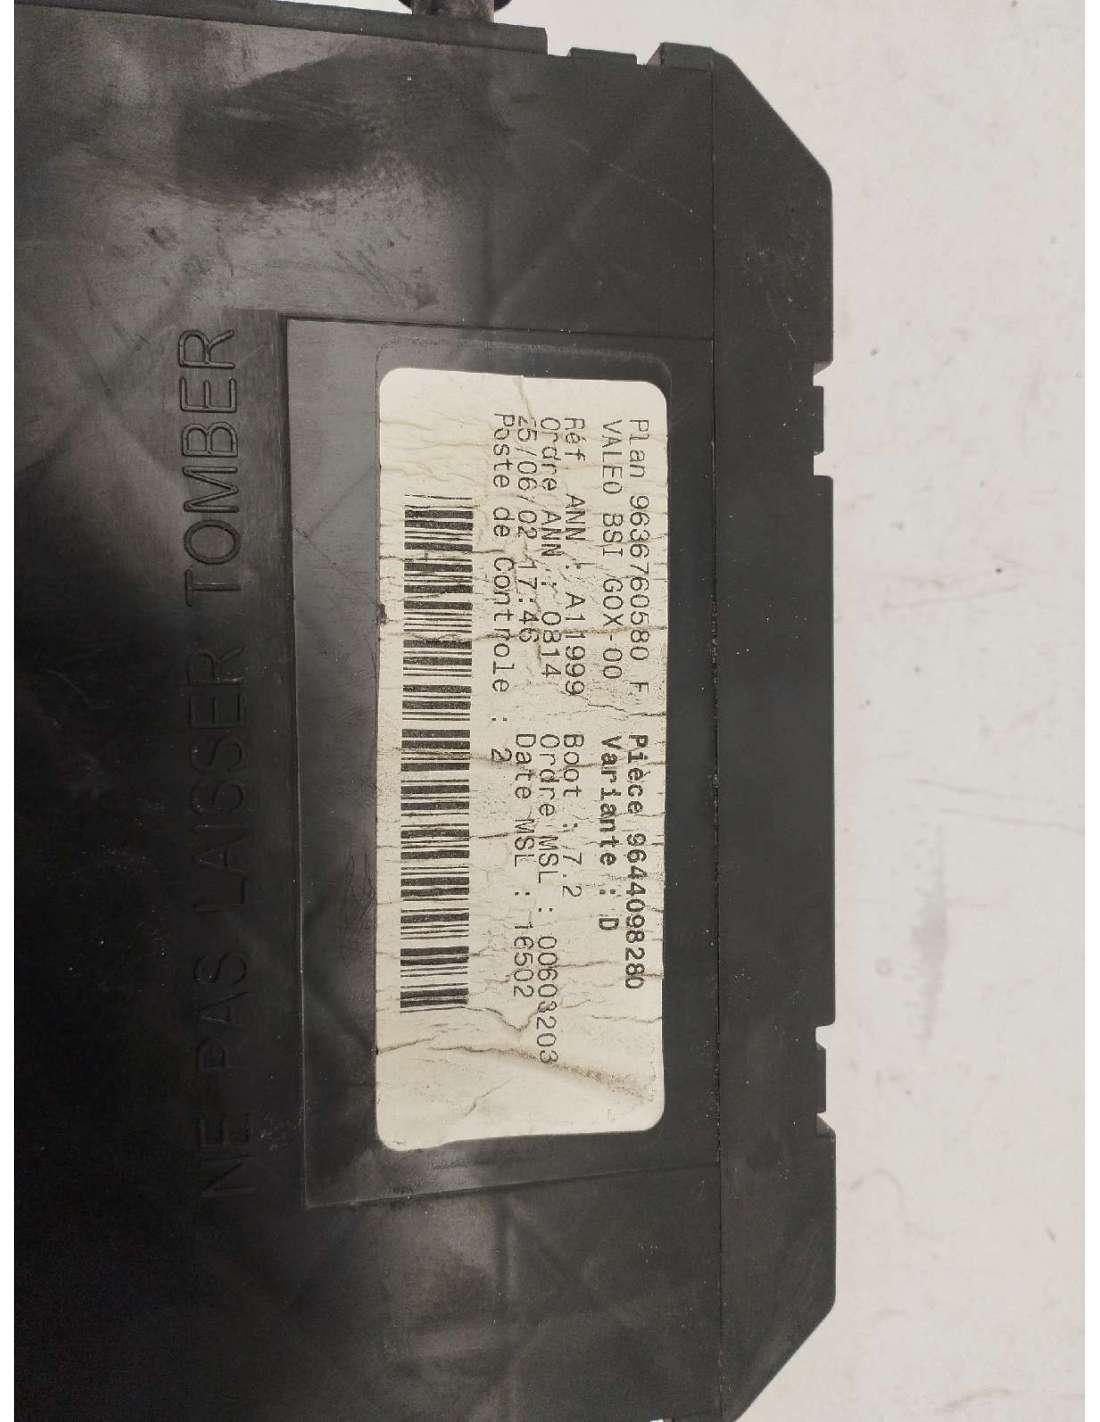 Plan 9636760580 F Pièce 9644098280
VALEO BSI GOX-00 Variante : D
Réf ANN : A11999 Boot : 7.2
Ordre ANN : 0814 Ordre MSL : 00603203
25/06/02 17:46 Date MSL : 16502
Poste de Controle : 2
NE PAS LAISSER TOMBER